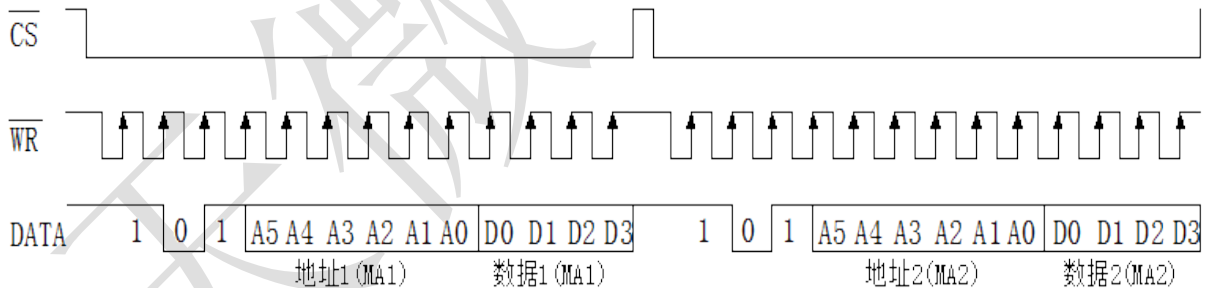 CS
WR
DATA 1 0 1 A5 A4 A3 A2 A1 A0 D0 D1 D2 D3 1 0 1 A5 A4 A3 A2 A1 A0 D0 D1 D2 D3
地址1(MA1) 数据1(MA1) 地址2(MA2) 数据2(MA2)